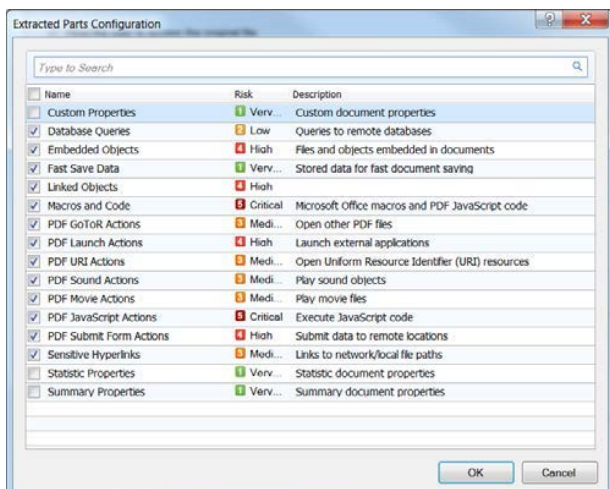 Extracted Parts Configuration
Type to Search
Name Risk Description
Custom Properties 1 Very... Custom document properties
Database Queries 2 Low Queries to remote databases
Embedded Objects 4 High Files and objects embedded in documents
Fast Save Data 1 Very... Stored data for fast document saving
Linked Objects 4 High
Macros and Code 5 Critical Microsoft Office macros and PDF JavaScript code
PDF GoToR Actions 3 Medi... Open other PDF files
PDF Launch Actions 4 High Launch external applications
PDF URI Actions 3 Medi... Open Uniform Resource Identifier (URI) resources
PDF Sound Actions 3 Medi... Play sound objects
PDF Movie Actions 3 Medi... Play movie files
PDF JavaScript Actions 5 Critical Execute JavaScript code
PDF Submit Form Actions 4 High Submit data to remote locations
Sensitive Hyperlinks 3 Medi... Links to network/local file paths
Statistic Properties 1 Very... Statistic document properties
Summary Properties 1 Very... Summary document properties
OK Cancel